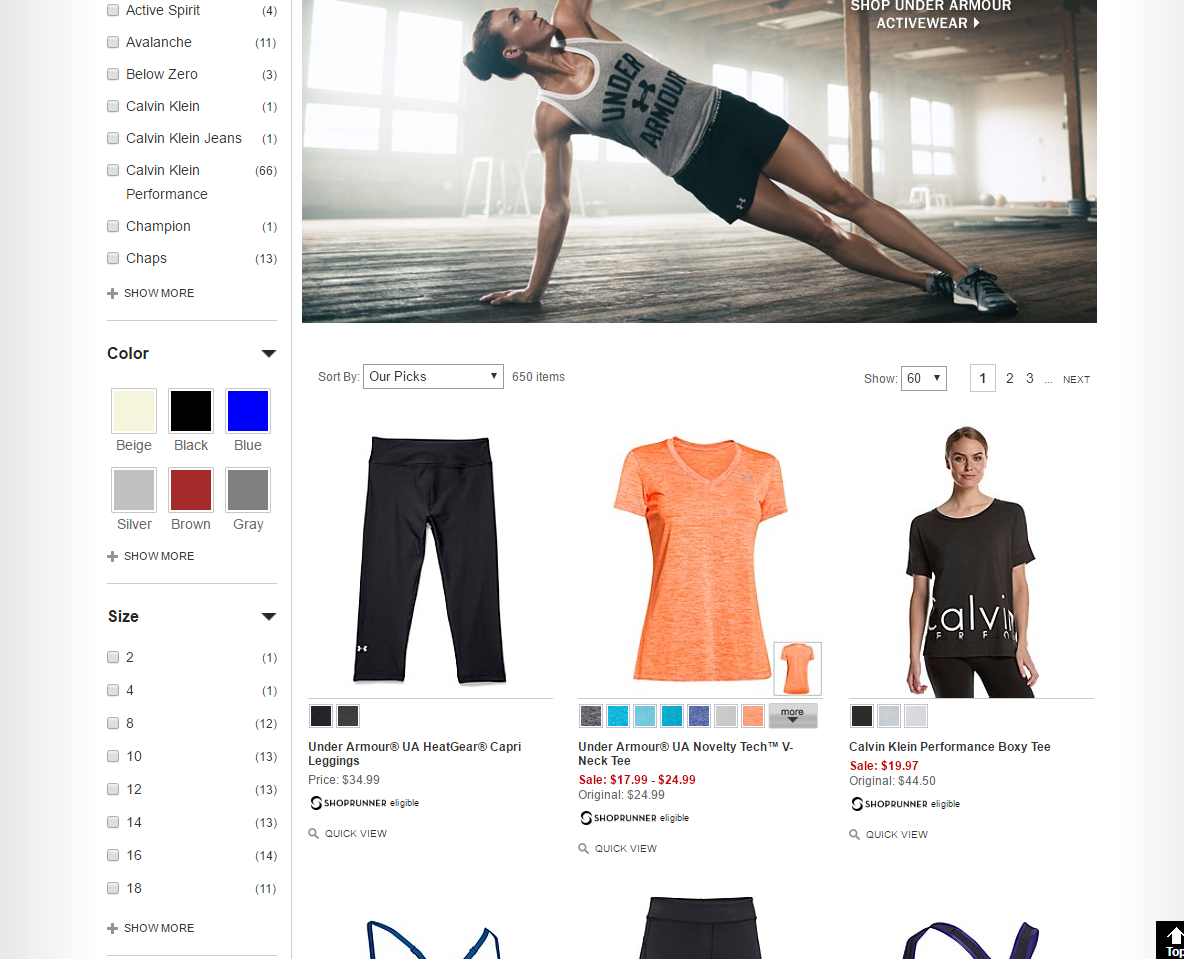 Active Spirit (4)
Avalanche (11)
Below Zero (3)
Calvin Klein (1)
Calvin Klein Jeans (1)
Calvin Klein (66)
Performance
Champion (1)
Chaps (13)
SHOW MORE
Color
Beige Black Blue
Silver Brown Gray
SHOW MORE
Size
2 (1)
4 (1)
8 (12)
10 (13)
12 (13)
14 (13)
16 (14)
18 (11)
SHOW MORE
SHOP UNDER ARMOUR
ACTIVEWEAR
UNDER
ARMOUR
Sort By: Our Picks 650 items
Show: 60 1 2 3 ... NEXT
Under Armour® UA HeatGear® Capri
Leggings
Price: $34.99
SHOPRUNNER eligible
QUICK VIEW
more
Under Armour® UA Novelty Tech™ V-
Neck Tee
Sale: $17.99 - $24.99
Original: $24.99
SHOPRUNNER eligible
QUICK VIEW
Calvin
Calvin Klein Performance Boxy Tee
Sale: $19.97
Original: $44.50
SHOPRUNNER eligible
QUICK VIEW
Top